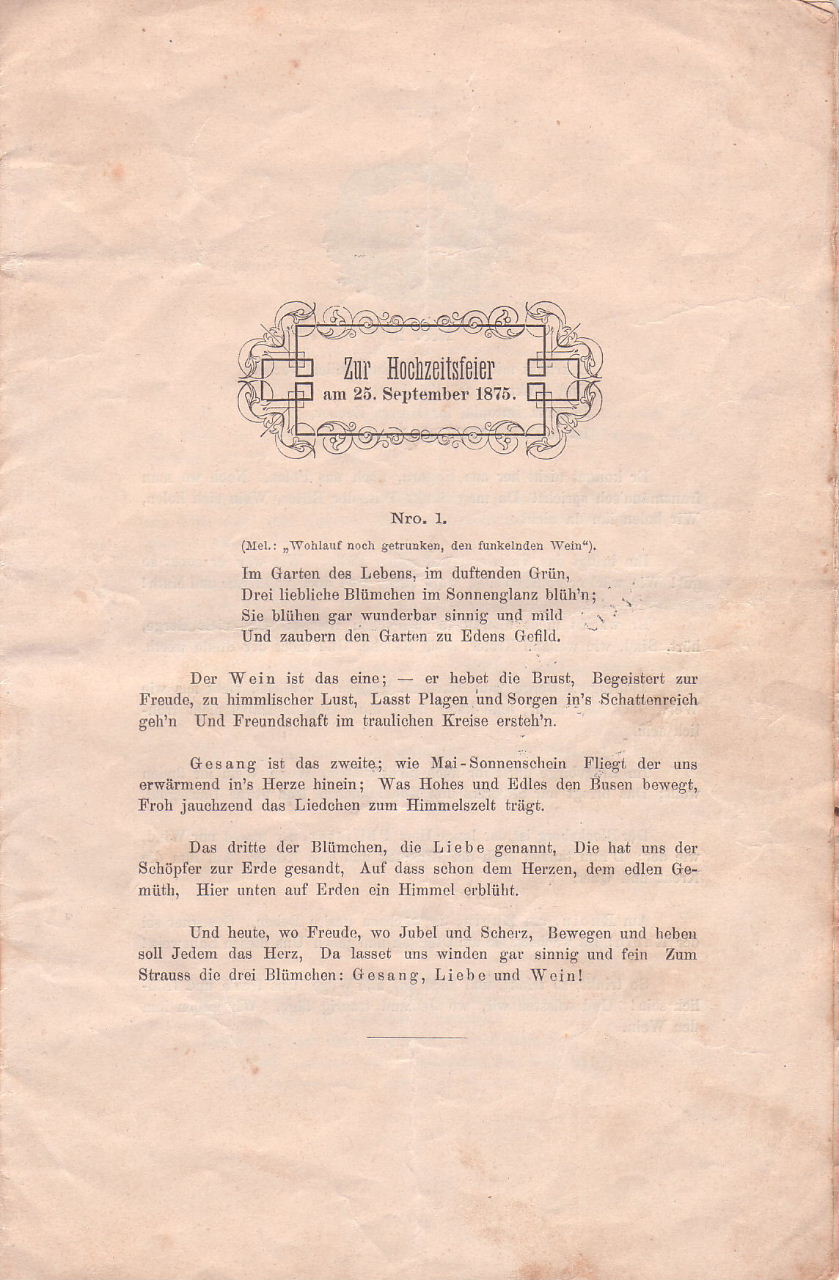 Zur Hochzeitsfeier
am 25. September 1875.
Nro. 1.
(Mel.: „Wohlauf noch getrunken, den funkelnden Wein“).
Im Garten des Lebens, im duftenden Grün,
Drei liebliche Blümchen im Sonnenglanz blüh'n;
Sie blühen gar wunderbar sinnig und mild
Und zaubern den Garten zu Edens Gefild.
Der Wein ist das eine; — er hebet die Brust, Begeistert zur
Freude, zu himmlischer Lust, Lasst Plagen und Sorgen in's Schattenreich
geh'n Und Freundschaft im traulichen Kreise ersteh'n.
Gesang ist das zweite; wie Mai-Sonnenschein Fliegt der uns
erwärmend in's Herze hinein; Was Hohes und Edles den Busen bewegt,
Froh jauchzend das Liedchen zum Himmelszelt trägt.
Das dritte der Blümchen, die Liebe genannt, Die hat uns der
Schöpfer zur Erde gesandt, Auf dass schon dem Herzen, dem edlen Ge-
müth, Hier unten auf Erden ein Himmel erblüht.
Und heute, wo Freude, wo Jubel und Scherz, Bewegen und heben
soll Jedem das Herz, Da lasset uns winden gar sinnig und fein Zum
Strauss die drei Blümchen: Gesang, Liebe und Wein!